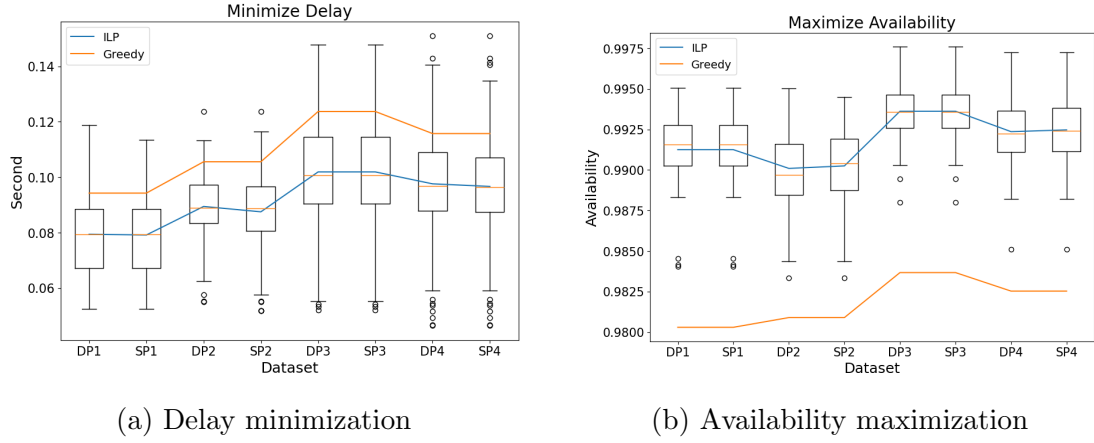 Minimize Delay
ILP
Greedy
0.14
0.12
0.10
0.08
0.06
Second
DP1 SP1 DP2 SP2 DP3 SP3 DP4 SP4
Dataset
(a) Delay minimization
Maximize Availability
ILP
Greedy
0.9975
0.9950
0.9925
0.9900
0.9875
0.9850
0.9825
0.9800
Availability
DP1 SP1 DP2 SP2 DP3 SP3 DP4 SP4
Dataset
(b) Availability maximization